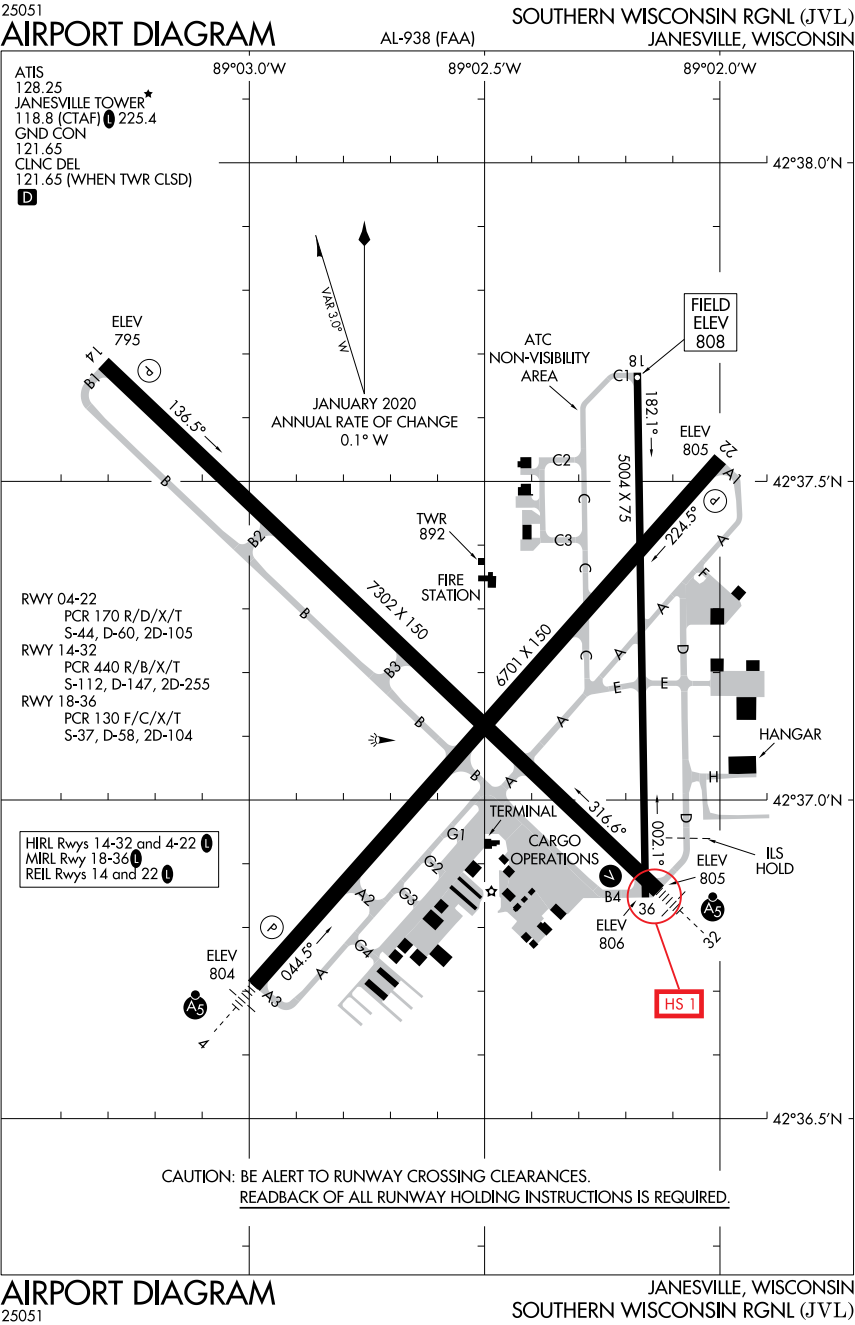 25051
AIRPORT DIAGRAM
AL-938 (FAA)
SOUTHERN WISCONSIN RGNL (JVL)
JANESVILLE, WISCONSIN
89°03.0'W
89°02.5'W
89°02.0'W
ATIS
128.25
JANESVILLE TOWER★
118.8 (CTAF) L 225.4
GND CON
121.65
CLNC DEL
121.65 (WHEN TWR CLSD)
D
42°38.0'N
VAR 3.0° W
JANUARY 2020
ANNUAL RATE OF CHANGE
0.1° W
FIELD
ELEV
808
ELEV
795
14
P
B1
136.5°
ATC
NON-VISIBILITY
AREA
18
C1
182.1°
ELEV
805
22
A1
P
42°37.5'N
B
C2
C
5004 X 75
224.5°
B2
TWR
892
C3
C
A
FIRE
STATION
F
7302 X 150
B
A
RWY 04-22
PCR 170 R/D/X/T
S-44, D-60, 2D-105
RWY 14-32
PCR 440 R/B/X/T
S-112, D-147, 2D-255
RWY 18-36
PCR 130 F/C/X/T
S-37, D-58, 2D-104
6701 X 150
C
A
D
B3
E
E
B
A
HANGAR
B
A
H
42°37.0'N
TERMINAL
316.6°
002.1°
D
HIRL Rwys 14-32 and 4-22 L
MIRL Rwy 18-36 L
REIL Rwys 14 and 22 L
G1
CARGO
OPERATIONS
ILS
HOLD
G2
V
ELEV
805
A2
G3
B4
36
A5
ELEV
806
32
P
G4
044.5°
A
ELEV
804
A3
A5
4
HS 1
42°36.5'N
CAUTION: BE ALERT TO RUNWAY CROSSING CLEARANCES.
READBACK OF ALL RUNWAY HOLDING INSTRUCTIONS IS REQUIRED.
AIRPORT DIAGRAM
25051
JANESVILLE, WISCONSIN
SOUTHERN WISCONSIN RGNL (JVL)